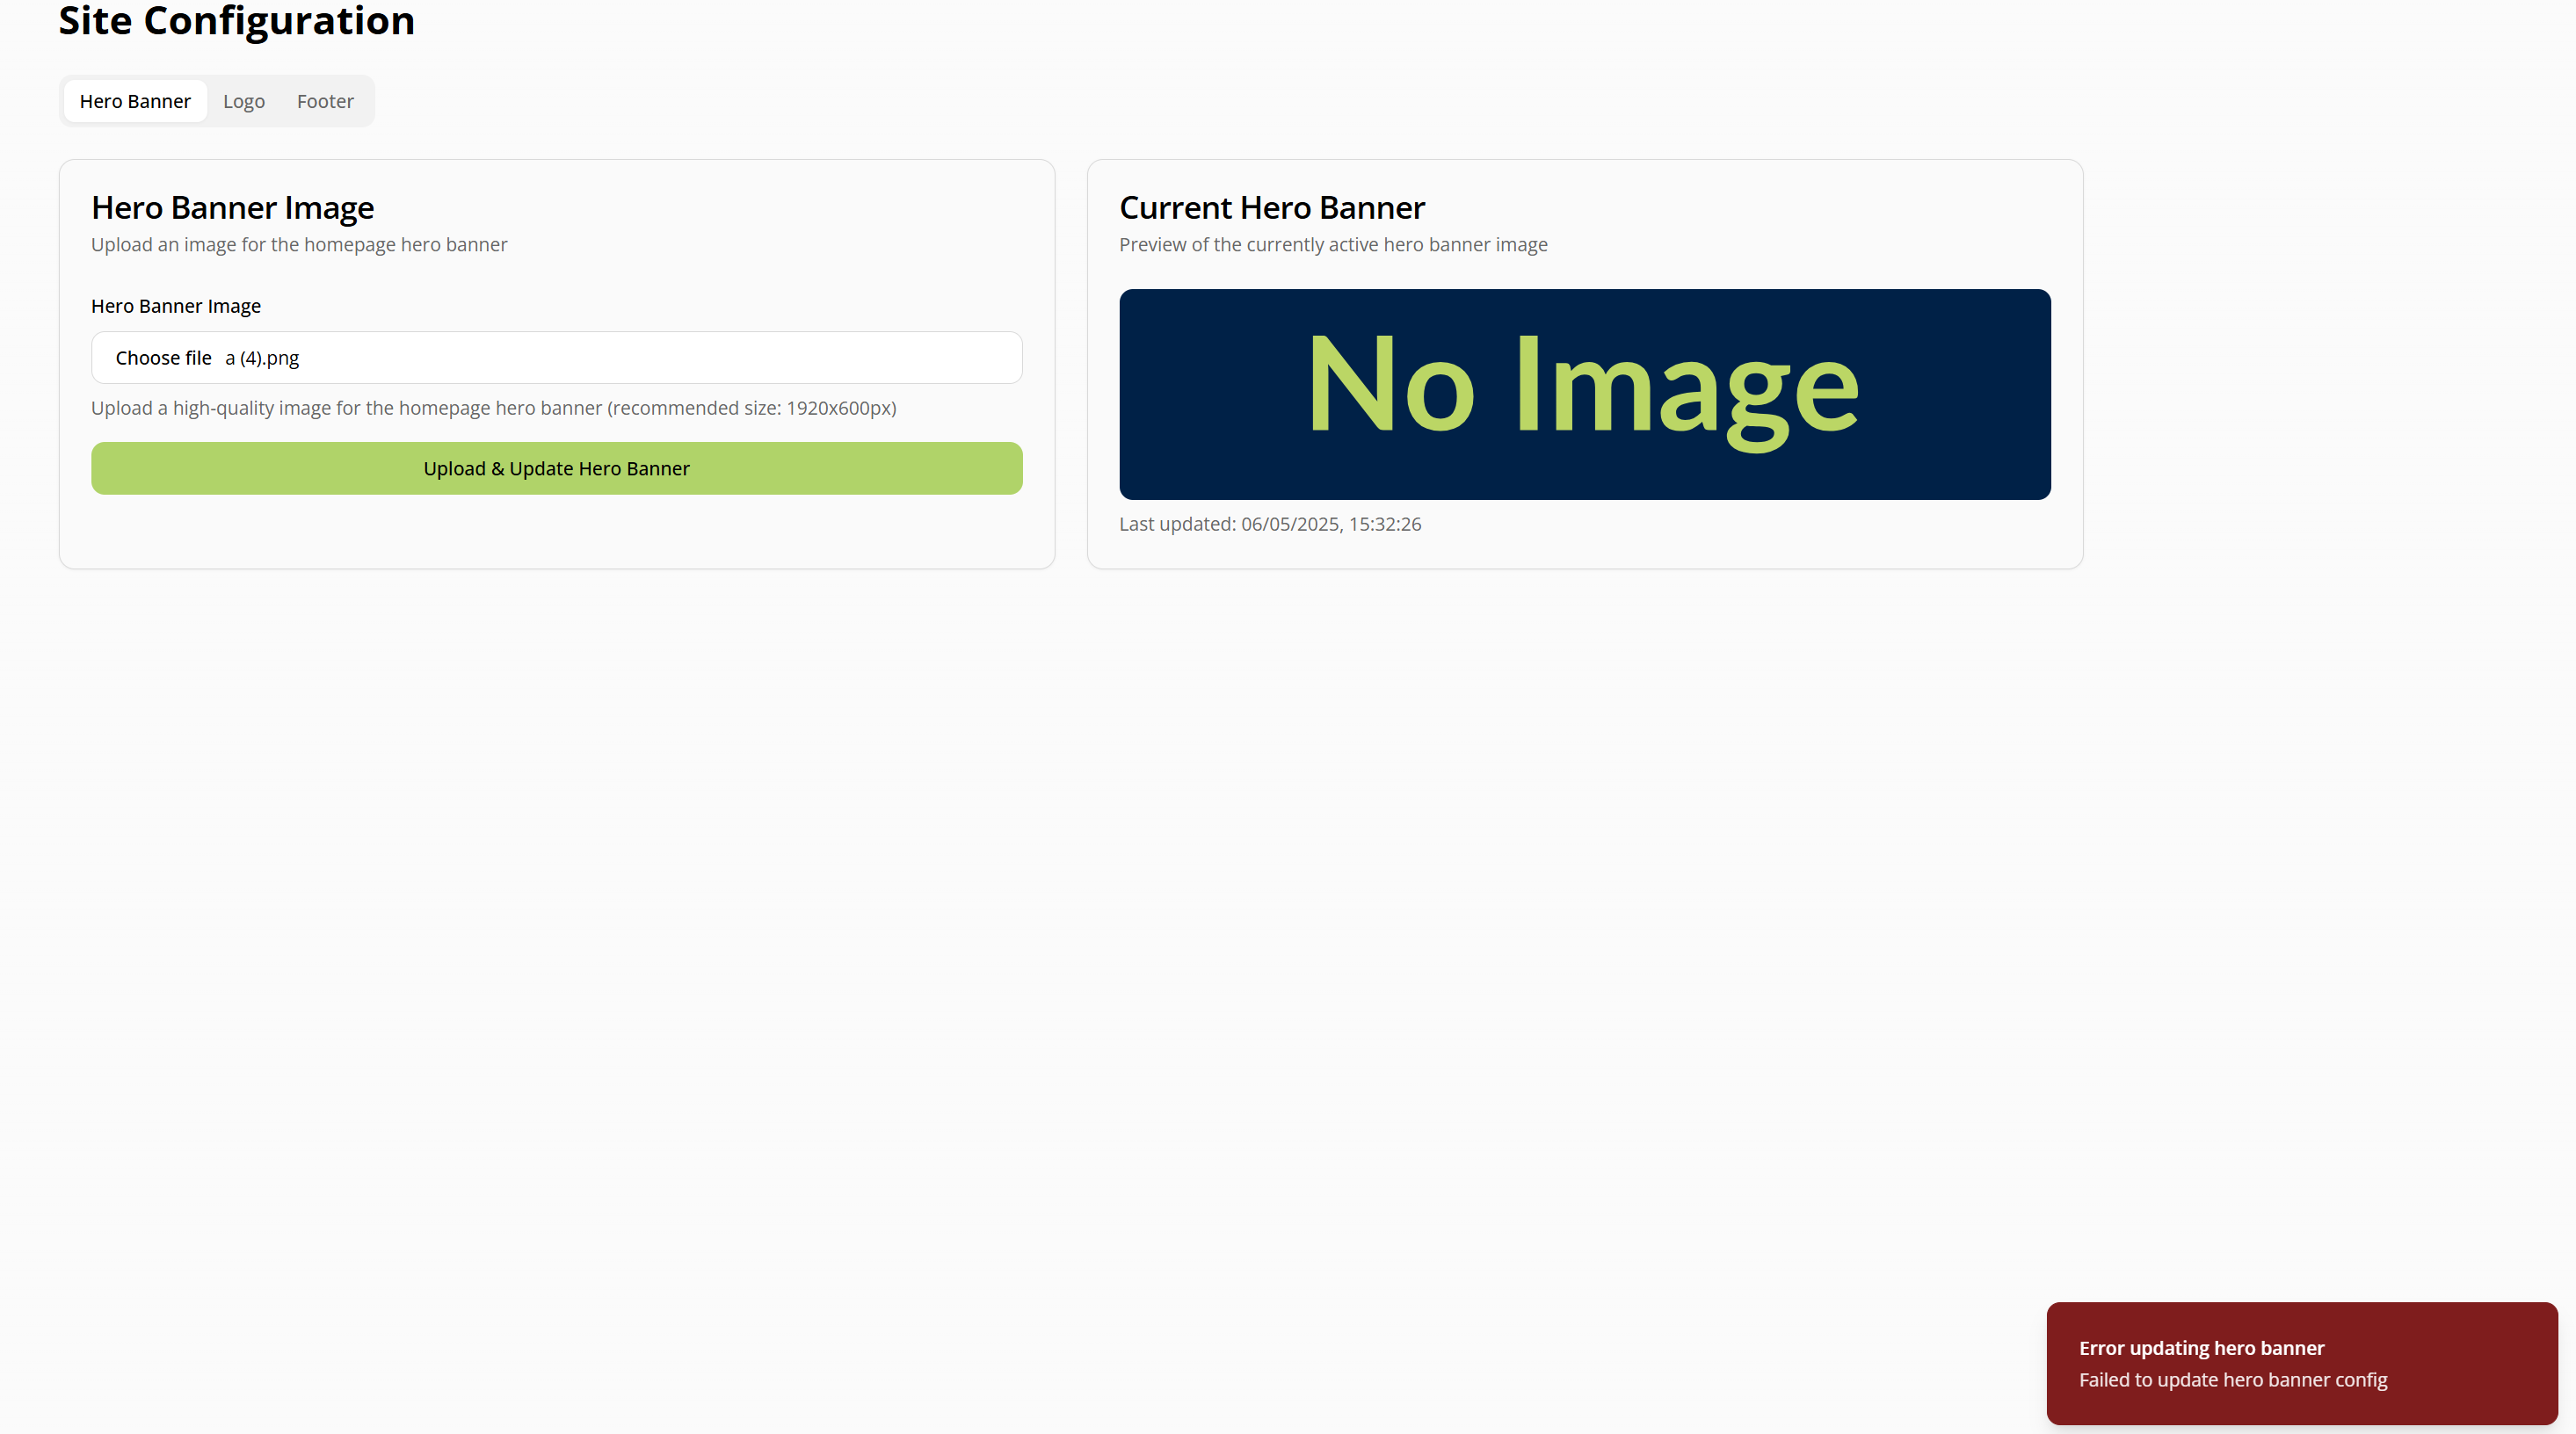 Site Configuration
Hero Banner
Logo
Footer
Hero Banner Image
Upload an image for the homepage hero banner
Hero Banner Image
Choose file a (4).png
Upload a high-quality image for the homepage hero banner (recommended size: 1920x600px)
Upload & Update Hero Banner
Current Hero Banner
Preview of the currently active hero banner image
No Image
Last updated: 06/05/2025, 15:32:26
Error updating hero banner
Failed to update hero banner config